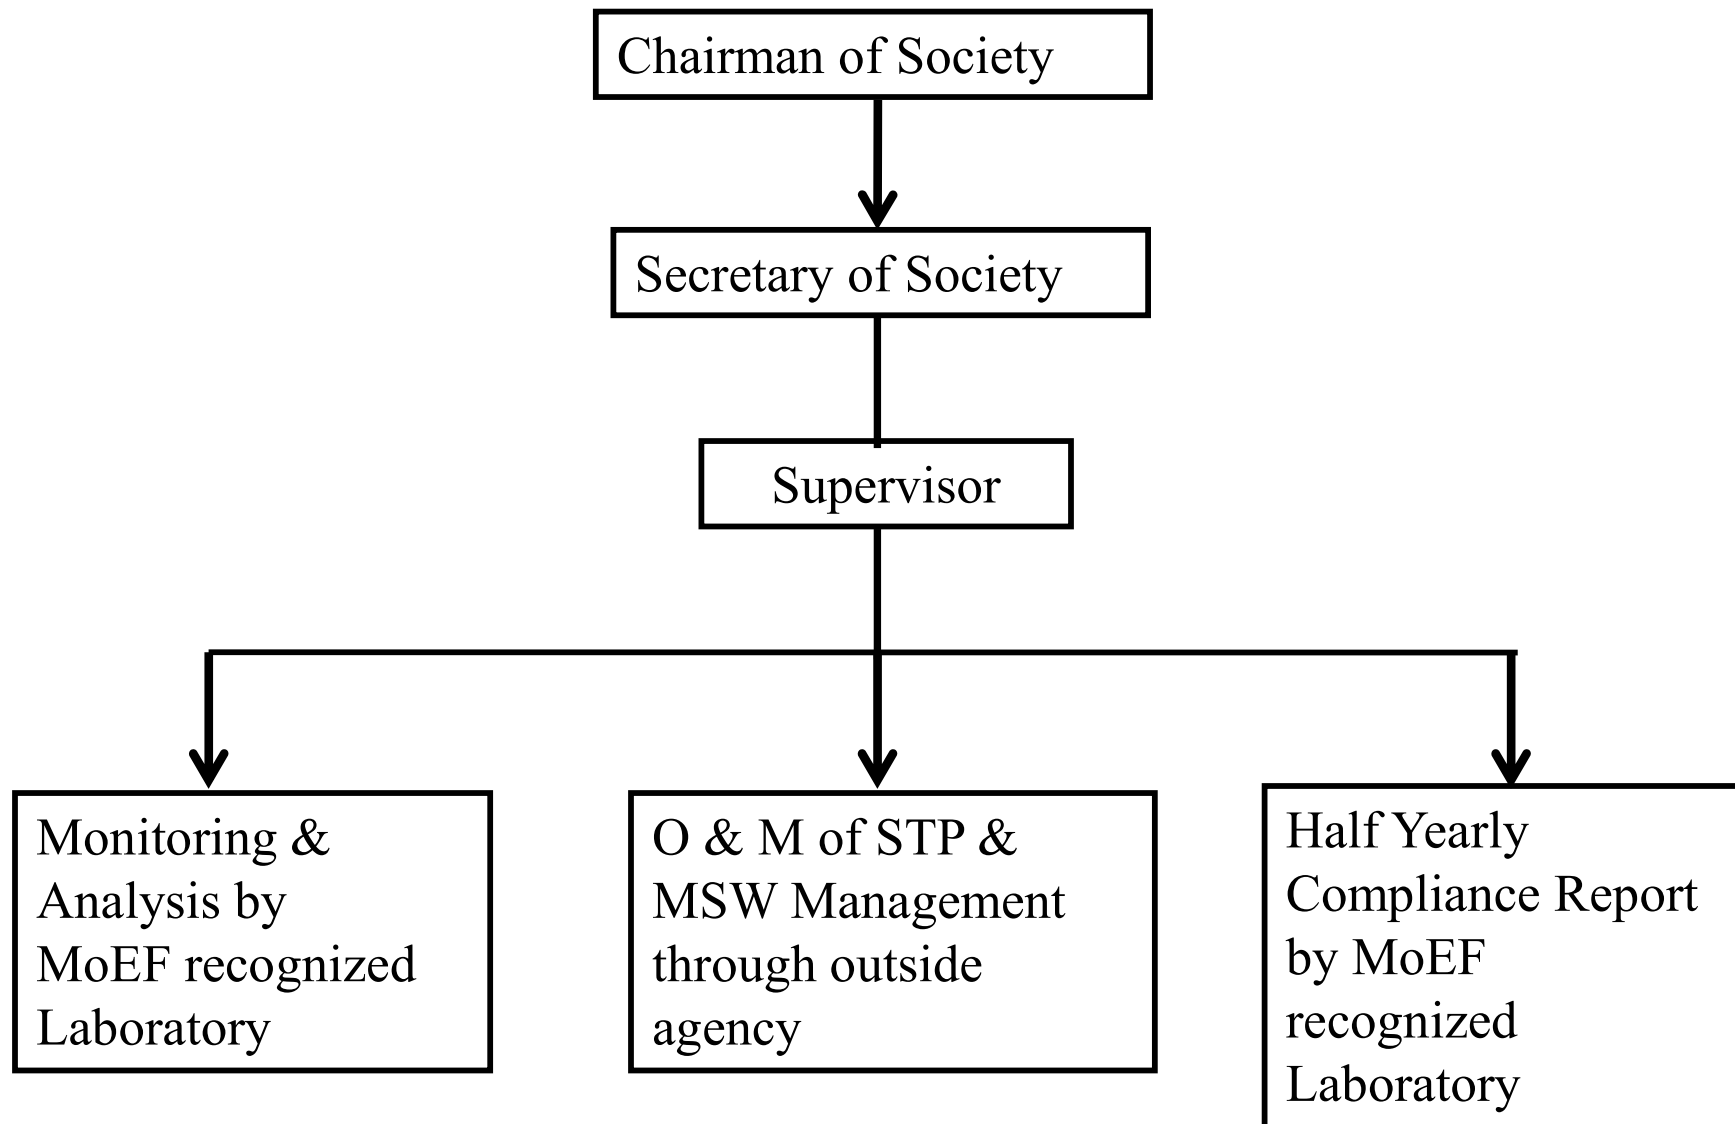 Chairman of Society
Secretary of Society
Supervisor
Monitoring &
Analysis by
MoEF recognized
Laboratory
O & M of STP &
MSW Management
through outside
agency
Half Yearly
Compliance Report
by MoEF
recognized
Laboratory